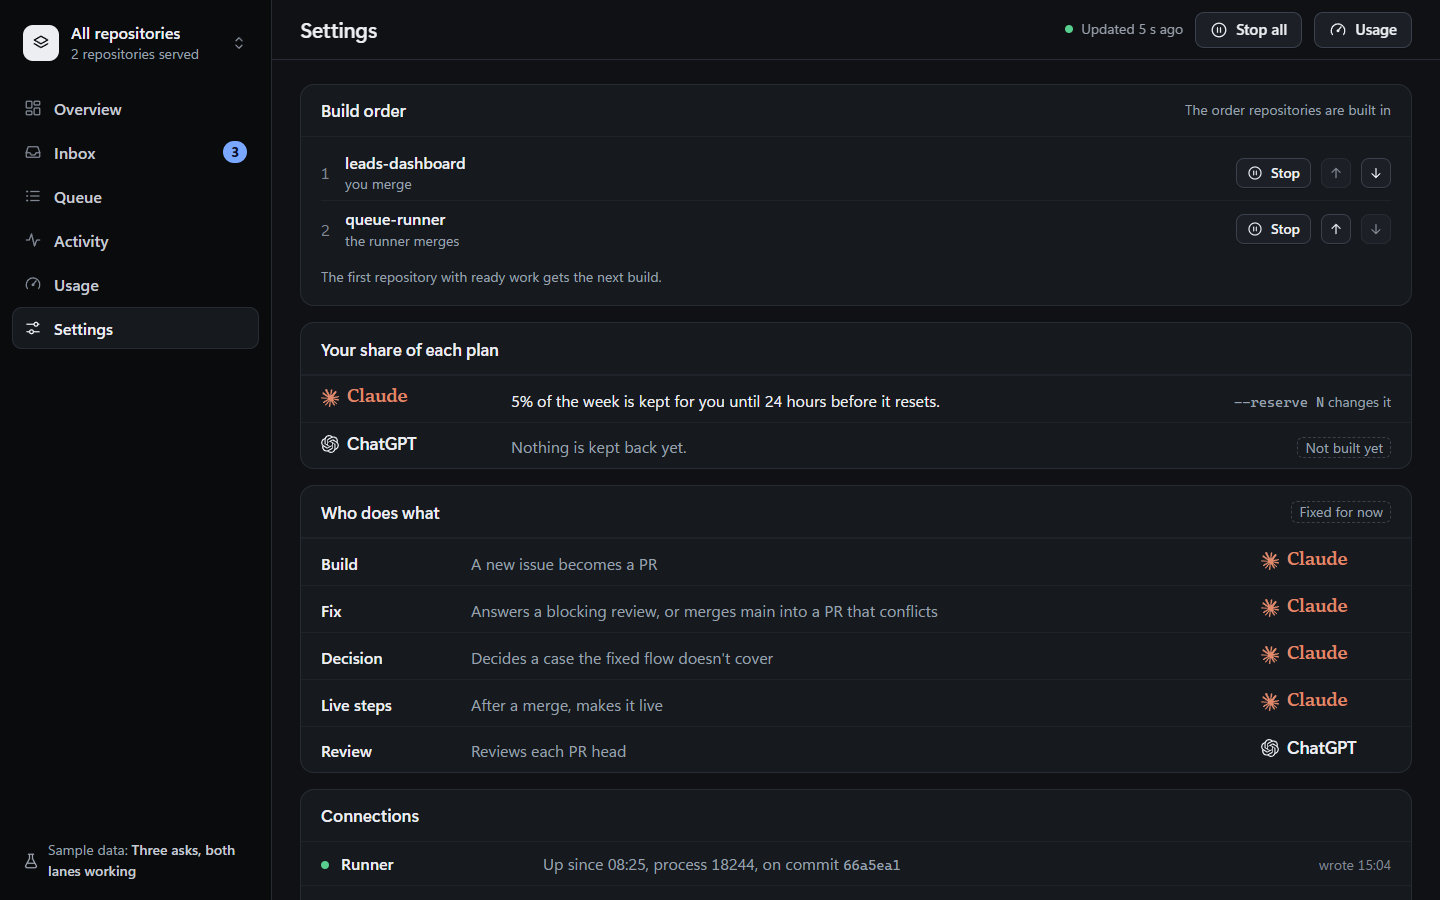 All repositories
2 repositories served
Overview
Inbox
3
Queue
Activity
Usage
Settings
Sample data: Three asks, both
lanes working
Settings
Updated 5 s ago
Stop all
Usage
Build order
The order repositories are built in
1
leads-dashboard
you merge
Stop
2
queue-runner
the runner merges
Stop
The first repository with ready work gets the next build.
Your share of each plan
Claude
5% of the week is kept for you until 24 hours before it resets.
--reserve N changes it
ChatGPT
Nothing is kept back yet.
Not built yet
Who does what
Fixed for now
Build
A new issue becomes a PR
Claude
Fix
Answers a blocking review, or merges main into a PR that conflicts
Claude
Decision
Decides a case the fixed flow doesn't cover
Claude
Live steps
After a merge, makes it live
Claude
Review
Reviews each PR head
ChatGPT
Connections
Runner
Up since 08:25, process 18244, on commit 66a5ea1
wrote 15:04